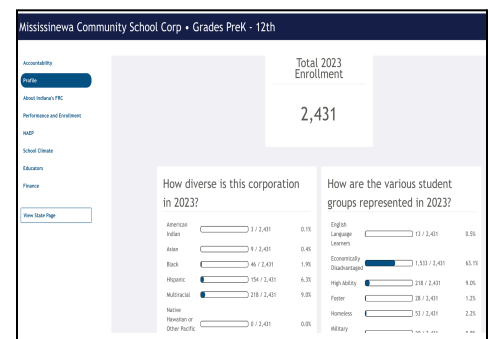 Mississinewa Community School Corp • Grades PreK - 12th
Accountability
Profile
About Indiana's FRC
Performance and Enrollment
NAEP
School Climate
Educators
Finance
View State Page
Total 2023
Enrollment
2,431
How diverse is this corporation
in 2023?
American
Indian
3 / 2,431
0.1%
Asian
9 / 2,431
0.4%
Black
46 / 2,431
1.9%
Hispanic
154 / 2,431
6.3%
Multiracial
218 / 2,431
9.0%
Native
Hawaiian or
Other Pacific
0 / 2,431
0.0%
How are the various student
groups represented in 2023?
English
Language
Learners
13 / 2,431
0.5%
Economically
Disadvantaged
1,533 / 2,431
63.1%
High Ability
218 / 2,431
9.0%
Foster
28 / 2,431
1.2%
Homeless
53 / 2,431
2.2%
Military